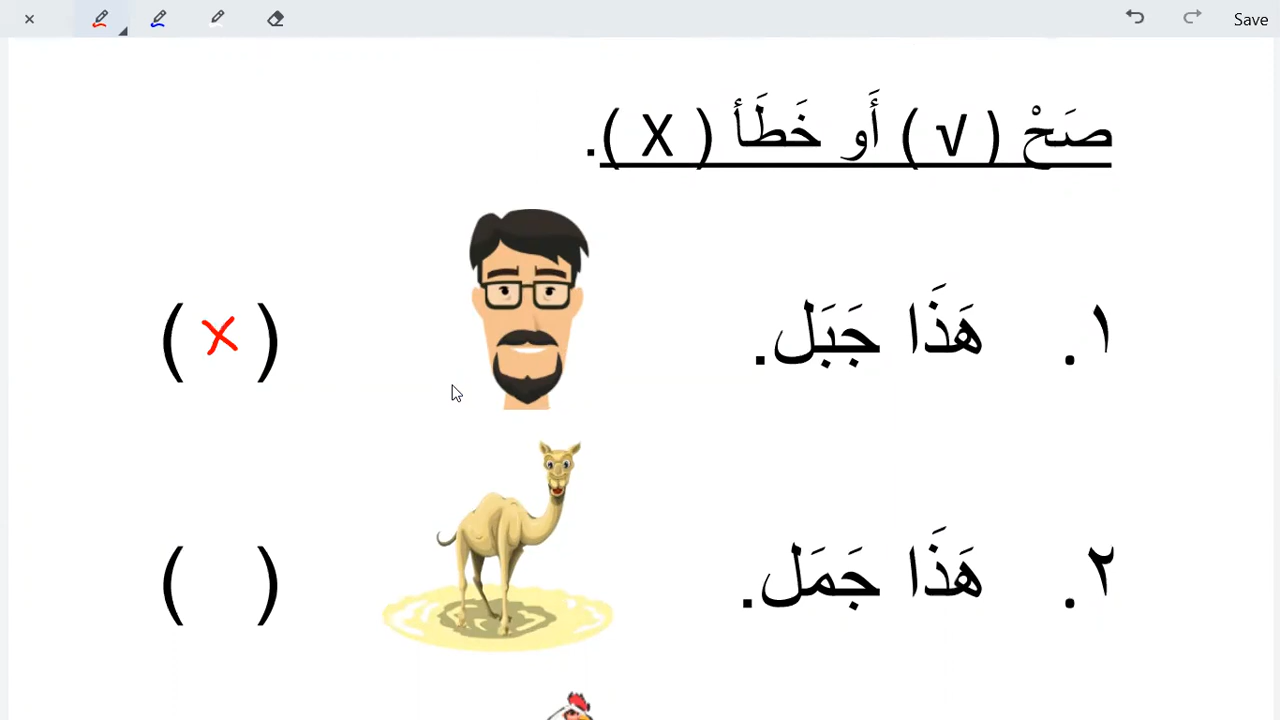 Save
صَحْ ( √ ) أَو خَطَأ ( X ).
١. هَذَا جَبَل. ( X )
٢. هَذَا جَمَل. ( )